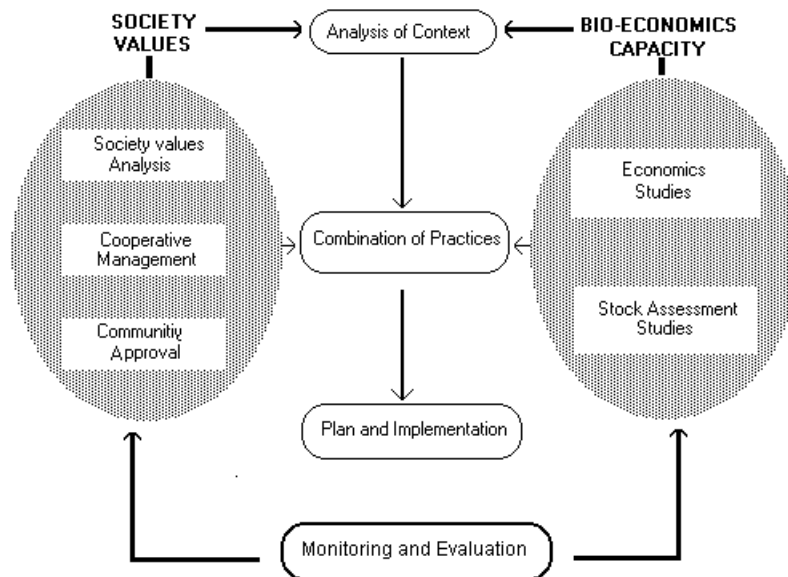 SOCIETY
VALUES
Analysis of Context
BIO-ECONOMICS
CAPACITY
Society values
Analysis
Cooperative
Management
Communitiy
Approval
Combination of Practices
Economics
Studies
Stock Assessment
Studies
Plan and Implementation
Monitoring and Evaluation